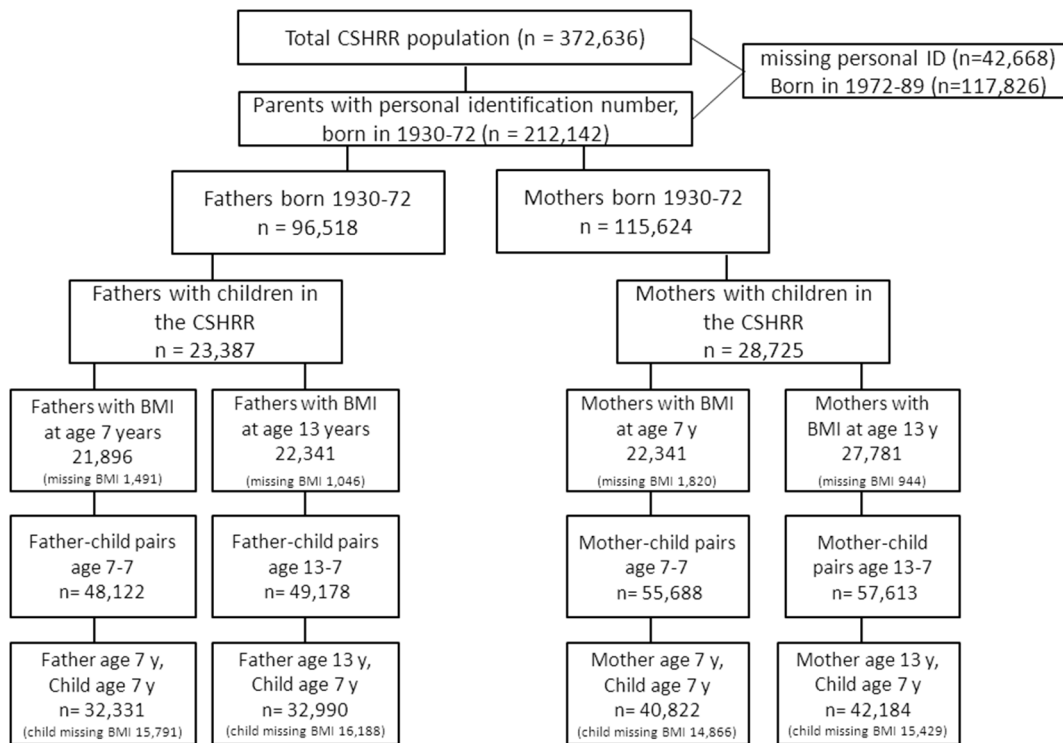 Total CSHRR population (n = 372,636)
missing personal ID (n=42,668)
Born in 1972-89 (n=117,826)
Parents with personal identification number,
born in 1930-72 (n = 212,142)
Fathers born 1930-72
n = 96,518
Mothers born 1930-72
n = 115,624
Fathers with children in
the CSHRR
n = 23,387
Mothers with children in
the CSHRR
n = 28,725
Fathers with BMI
at age 7 years
21,896
(missing BMI 1,491)
Fathers with BMI
at age 13 years
22,341
(missing BMI 1,046)
Mothers with BMI
at age 7 y
22,341
(missing BMI 1,820)
Mothers with
BMI at age 13 y
27,781
(missing BMI 944)
Father-child pairs
age 7-7
n= 48,122
Father-child pairs
age 13-7
n= 49,178
Mother-child pairs
age 7-7
n= 55,688
Mother-child
pairs age 13-7
n= 57,613
Father age 7 y,
Child age 7 y
n= 32,331
(child missing BMI 15,791)
Father age 13 y,
Child age 7 y
n= 32,990
(child missing BMI 16,188)
Mother age 7 y,
Child age 7 y
n= 40,822
(child missing BMI 14,866)
Mother age 13 y,
Child age 7 y
n= 42,184
(child missing BMI 15,429)